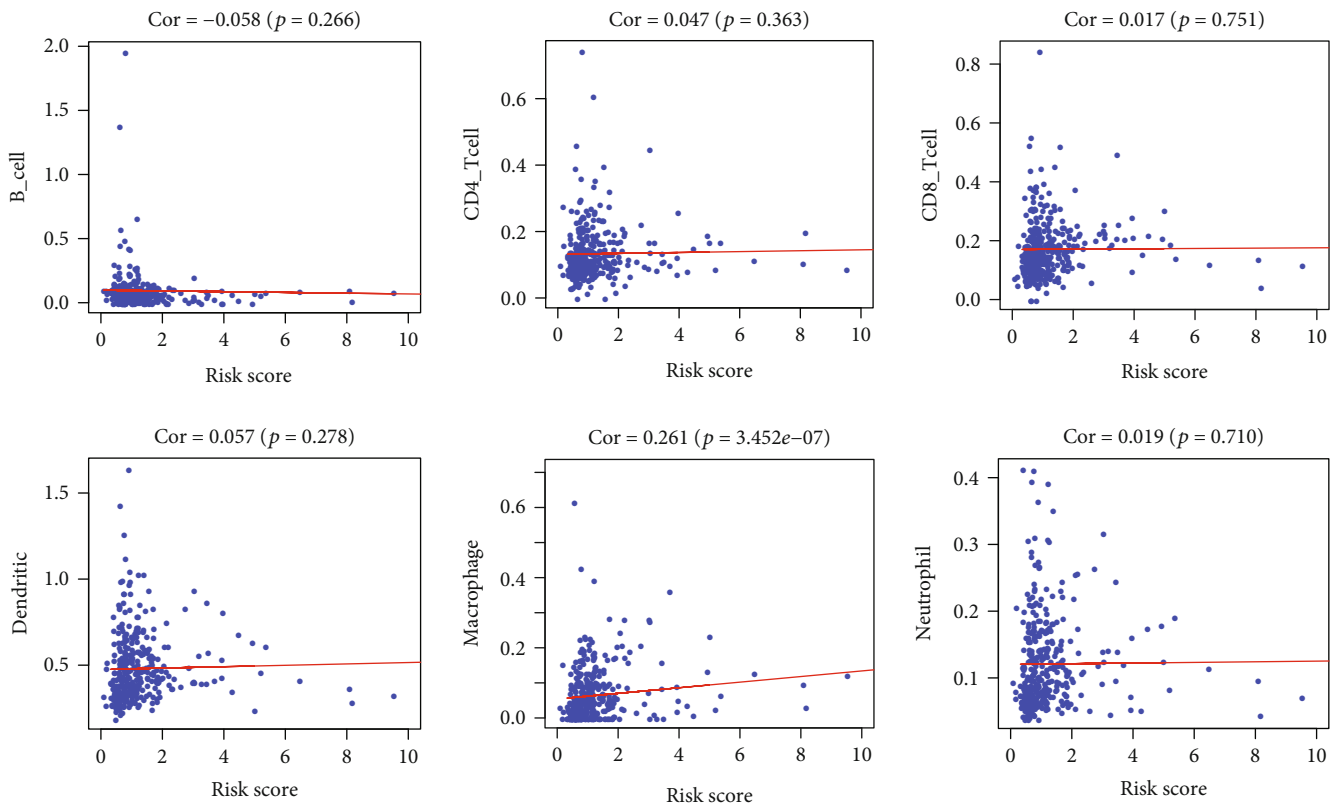 Cor = −0.058 (p = 0.266)
2.0
1.5
1.0
0.5
0.0
B_cell
0 2 4 6 8 10
Risk score
Cor = 0.047 (p = 0.363)
0.6
0.4
0.2
0.0
CD4_Tcell
0 2 4 6 8 10
Risk score
Cor = 0.017 (p = 0.751)
0.8
0.6
0.4
0.2
0.0
CD8_Tcell
0 2 4 6 8 10
Risk score
Cor = 0.057 (p = 0.278)
1.5
1.0
0.5
Dendritic
0 2 4 6 8 10
Risk score
Cor = 0.261 (p = 3.452e−07)
0.6
0.4
0.2
0.0
Macrophage
0 2 4 6 8 10
Risk score
Cor = 0.019 (p = 0.710)
0.4
0.3
0.2
0.1
Neutrophil
0 2 4 6 8 10
Risk score